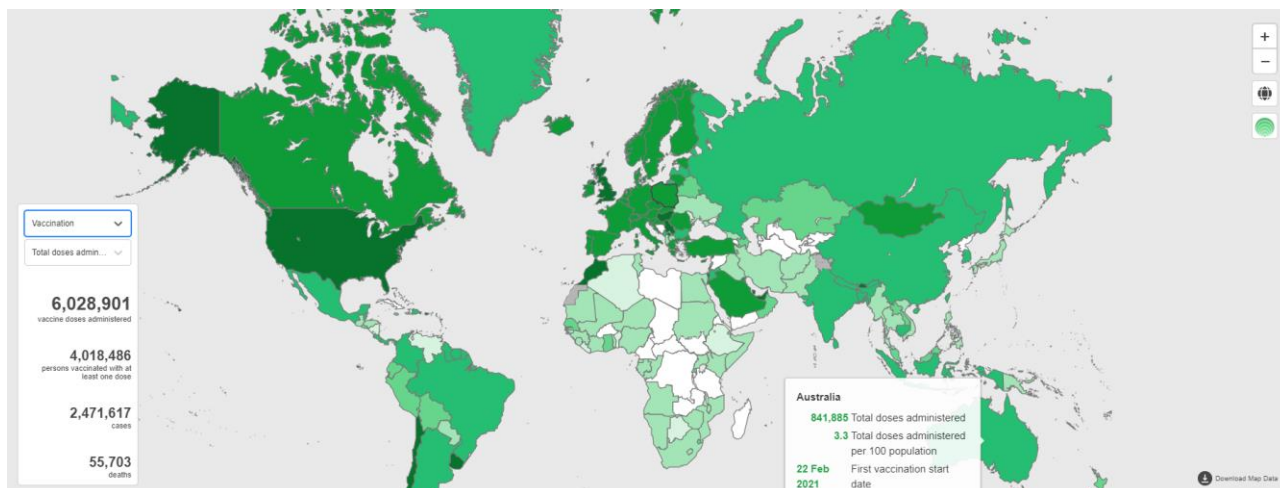 +
−
Vaccination
Total doses admin...
6,028,901
vaccine doses administered
4,018,486
persons vaccinated with at
least one dose
2,471,617
cases
55,703
deaths
Australia
841,885 Total doses administered
3.3 Total doses administered
per 100 population
22 Feb First vaccination start
2021 date
Download Map Data